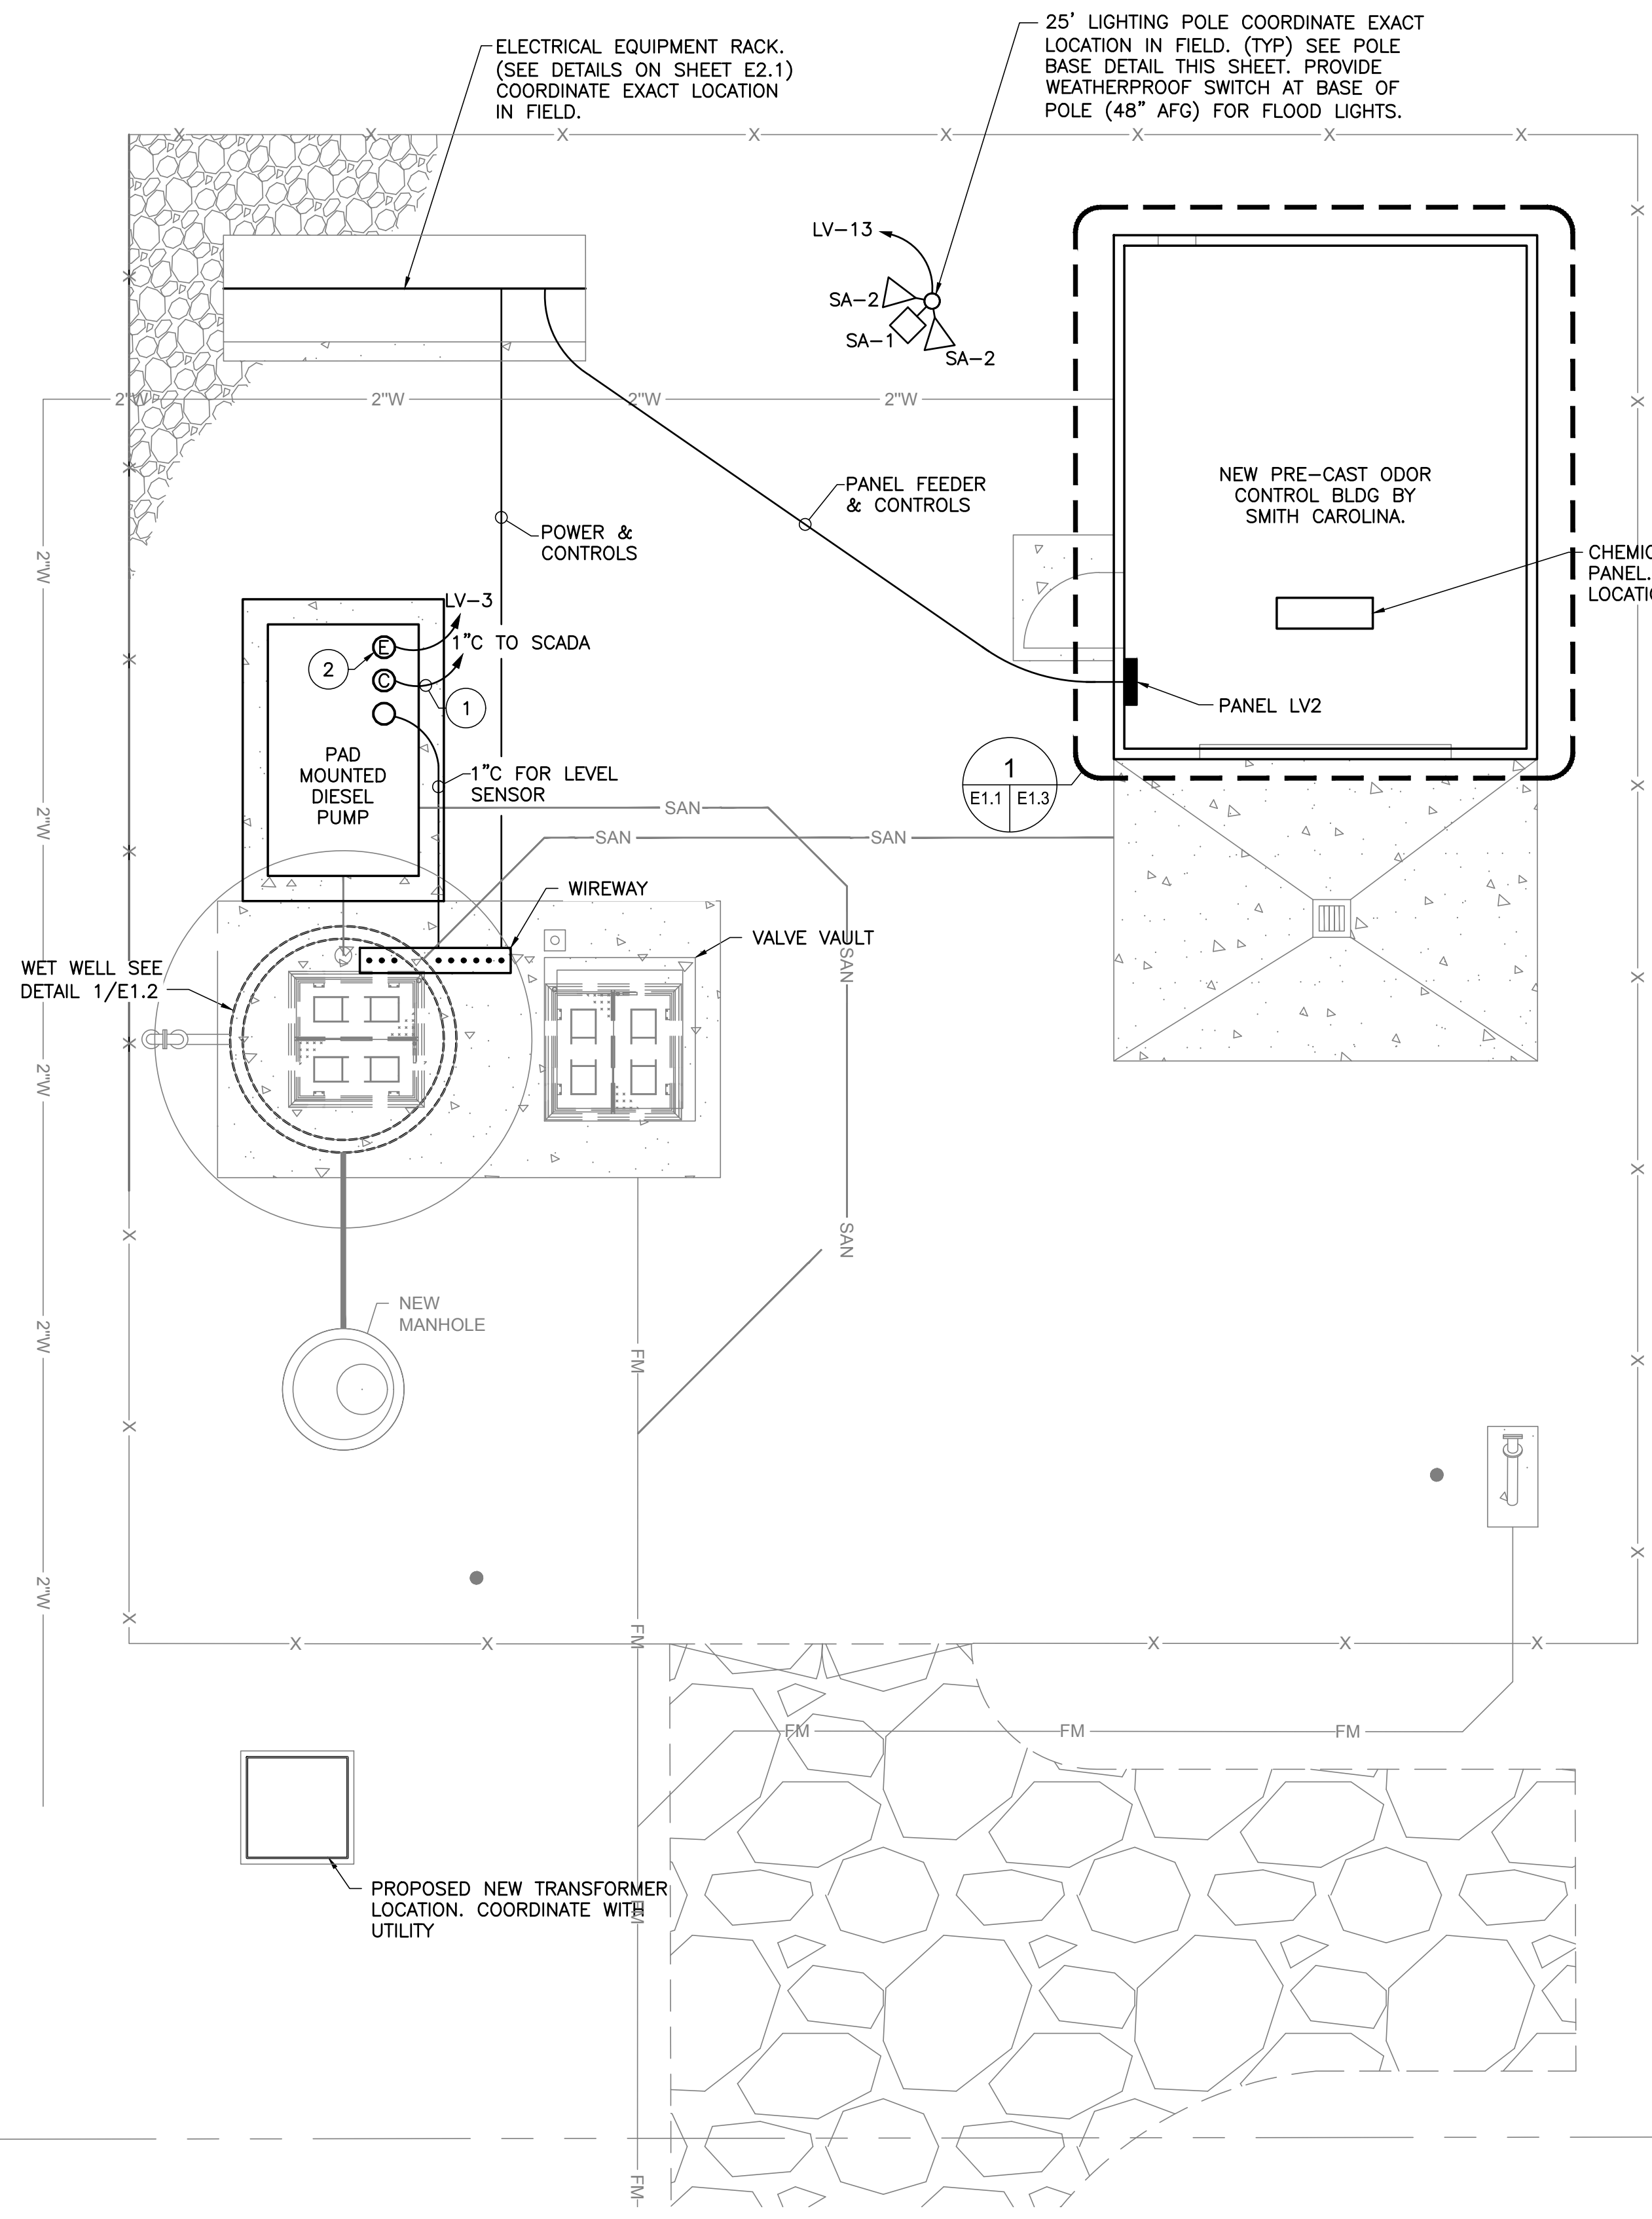 ELECTRICAL EQUIPMENT RACK.
(SEE DETAILS ON SHEET E2.1)
COORDINATE EXACT LOCATION
IN FIELD.
25' LIGHTING POLE COORDINATE EXACT
LOCATION IN FIELD. (TYP) SEE POLE
BASE DETAIL THIS SHEET. PROVIDE
WEATHERPROOF SWITCH AT BASE OF
POLE (48" AFG) FOR FLOOD LIGHTS.
X X X X X X X X
LV-13
SA-2
SA-1
SA-2
2"W 2"W 2"W 2"W
NEW PRE-CAST ODOR
CONTROL BLDG BY
SMITH CAROLINA.
PANEL FEEDER
& CONTROLS
POWER &
CONTROLS
PANEL.
2"W
LV-3
1"C TO SCADA
E
2
C
1
PANEL LV2
PAD
MOUNTED
DIESEL
PUMP
1"C FOR LEVEL
SENSOR
1
E1.1 E1.3
2"W
SAN
SAN SAN
WIREWAY
VALVE VAULT
SAN
WET WELL SEE
DETAIL 1/E1.2
2"W
SAN
NEW
MANHOLE
2"W
FM
2"W
FM
X X X X X
FM FM FM
PROPOSED NEW TRANSFORMER
LOCATION. COORDINATE WITH
UTILITY
FM
FM
X X X X X X X X
X X X X X X X X